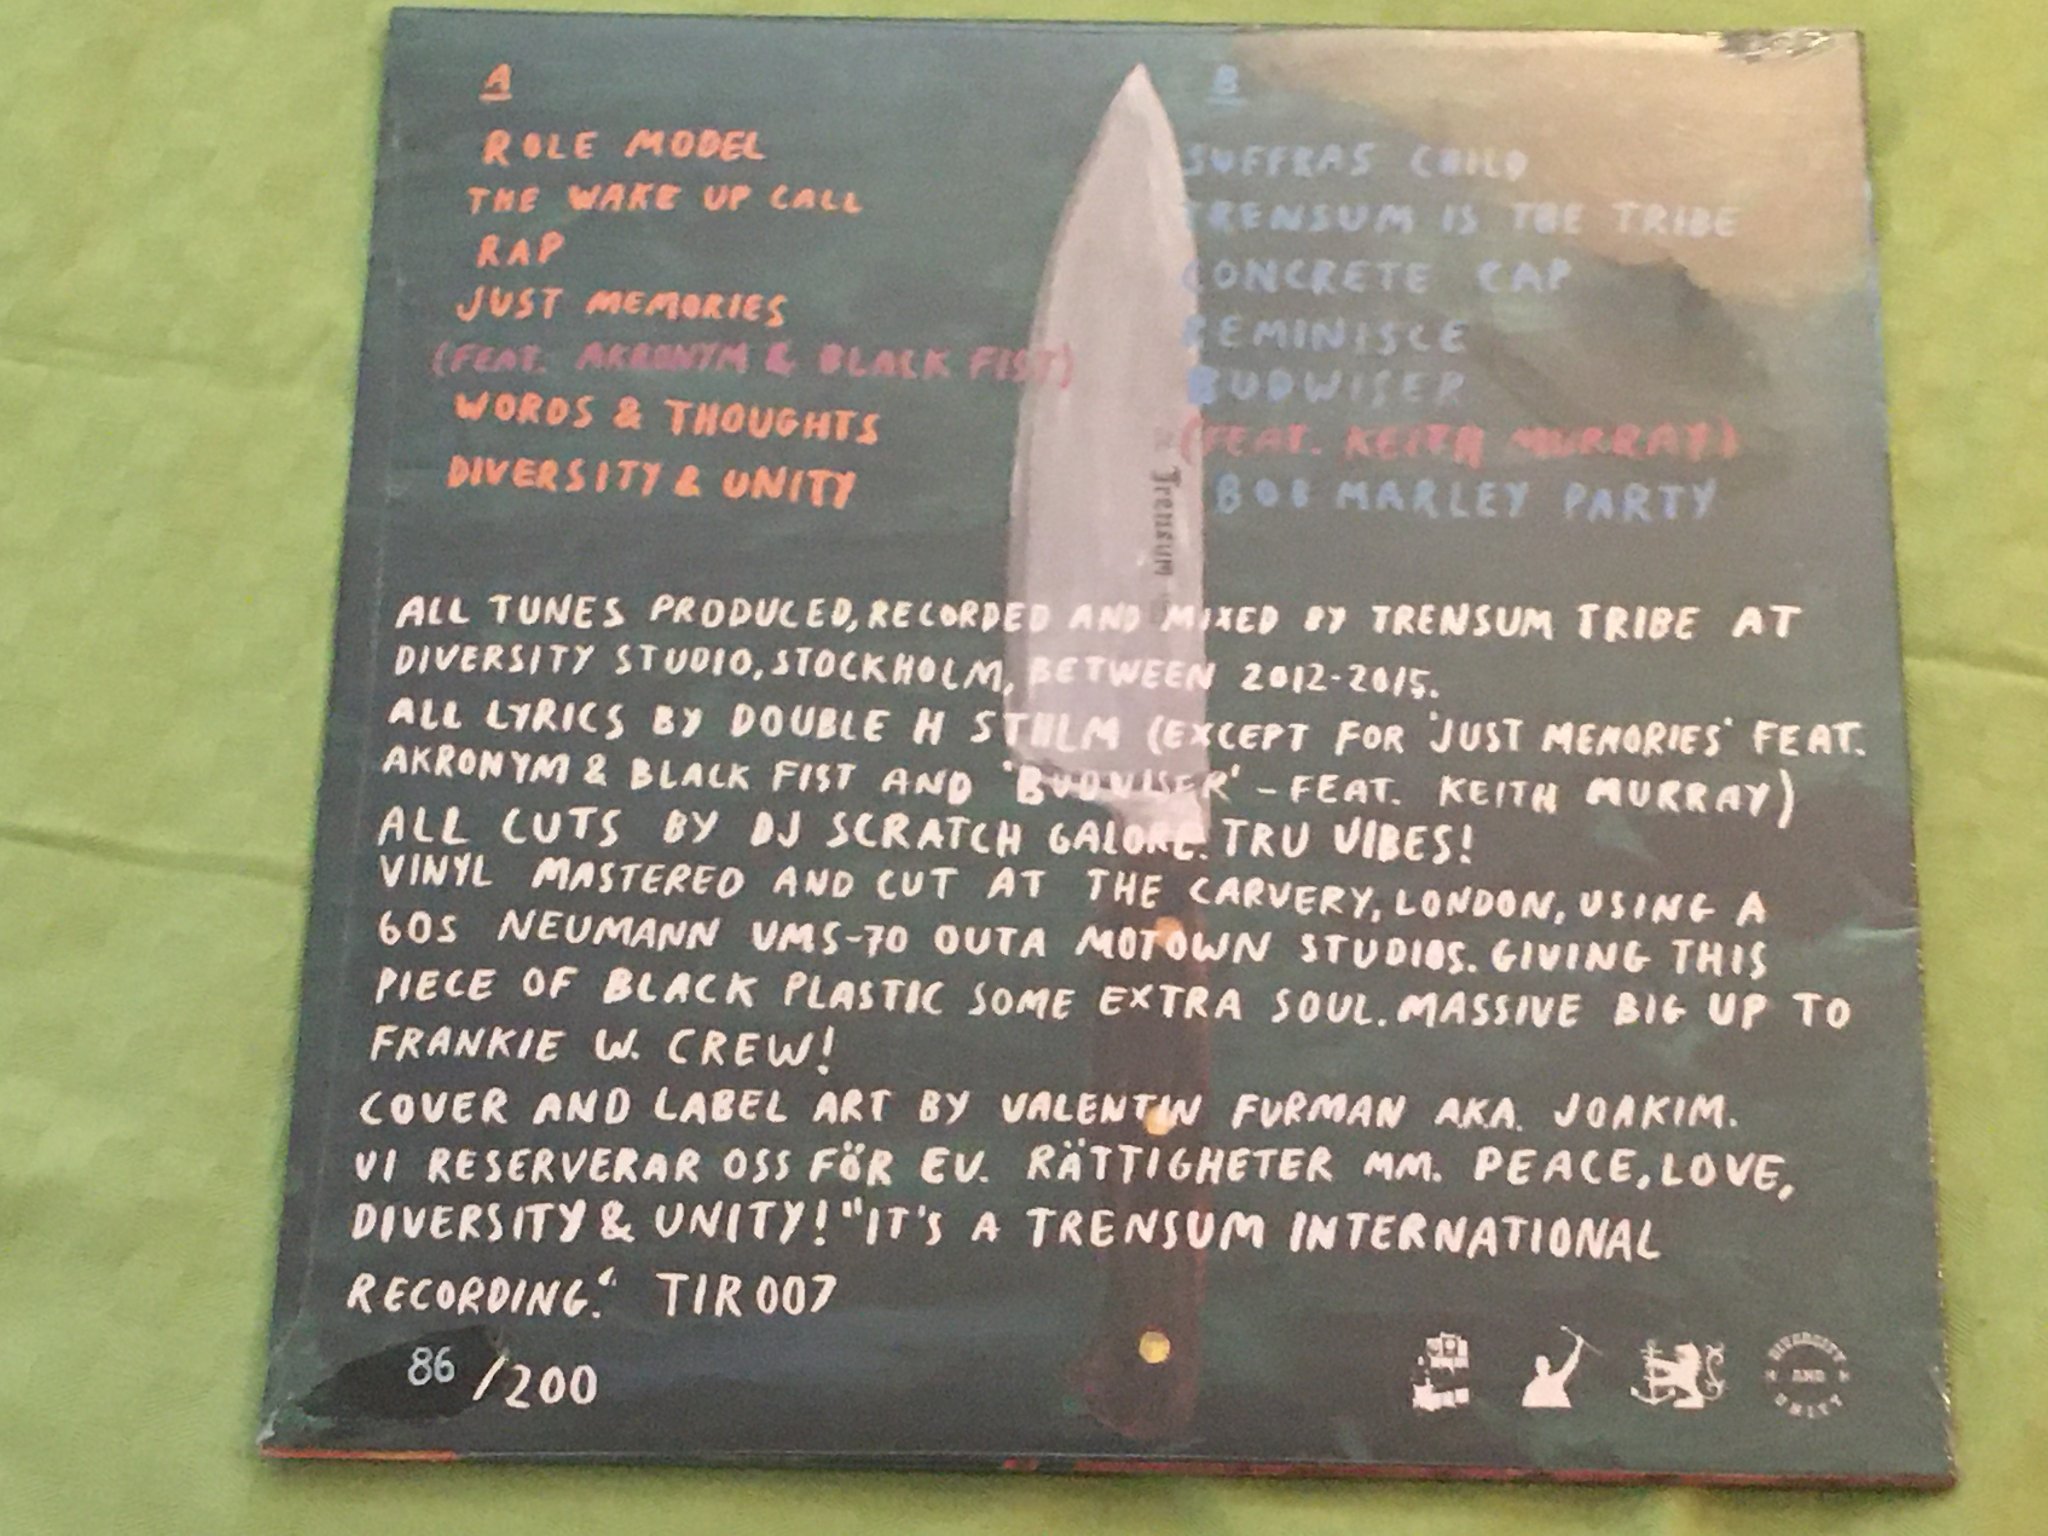 A
ROLE MODEL
THE WAKE UP CALL
RAP
JUST MEMORIES
(FEAT. AKRONYM & BLACK FIST)
WORDS & THOUGHTS
DIVERSITY & UNITY
B
SUFFRAS CHILD
TRENSUM IS THE TRIBE
CONCRETE CAP
REMINISCE
BUDWISER
(FEAT. KEITH MURRAY)
BOB MARLEY PARTY
Trensum
ALL TUNES PRODUCED, RECORDED AND MIXED BY TRENSUM TRIBE AT
DIVERSITY STUDIO, STOCKHOLM, BETWEEN 2012-2015.
ALL LYRICS BY DOUBLE H STHLM (EXCEPT FOR 'JUST MEMORIES' FEAT.
AKRONYM & BLACK FIST AND 'BUDWISER' - FEAT. KEITH MURRAY)
ALL CUTS BY DJ SCRATCH GALORE. TRU VIBES!
VINYL MASTERED AND CUT AT THE CARVERY, LONDON, USING A
60S NEUMANN VMS-70 OUTA MOTOWN STUDIOS. GIVING THIS
PIECE OF BLACK PLASTIC SOME EXTRA SOUL. MASSIVE BIG UP TO
FRANKIE W. CREW!
COVER AND LABEL ART BY VALENTIN FURMAN AKA. JOAKIM.
VI RESERVERAR OSS FÖR EV. RÄTTIGHETER MM. PEACE, LOVE,
DIVERSITY & UNITY! "IT'S A TRENSUM INTERNATIONAL
RECORDING." TIR 007
86/200
DIVERSITY
H AND H
UNITY